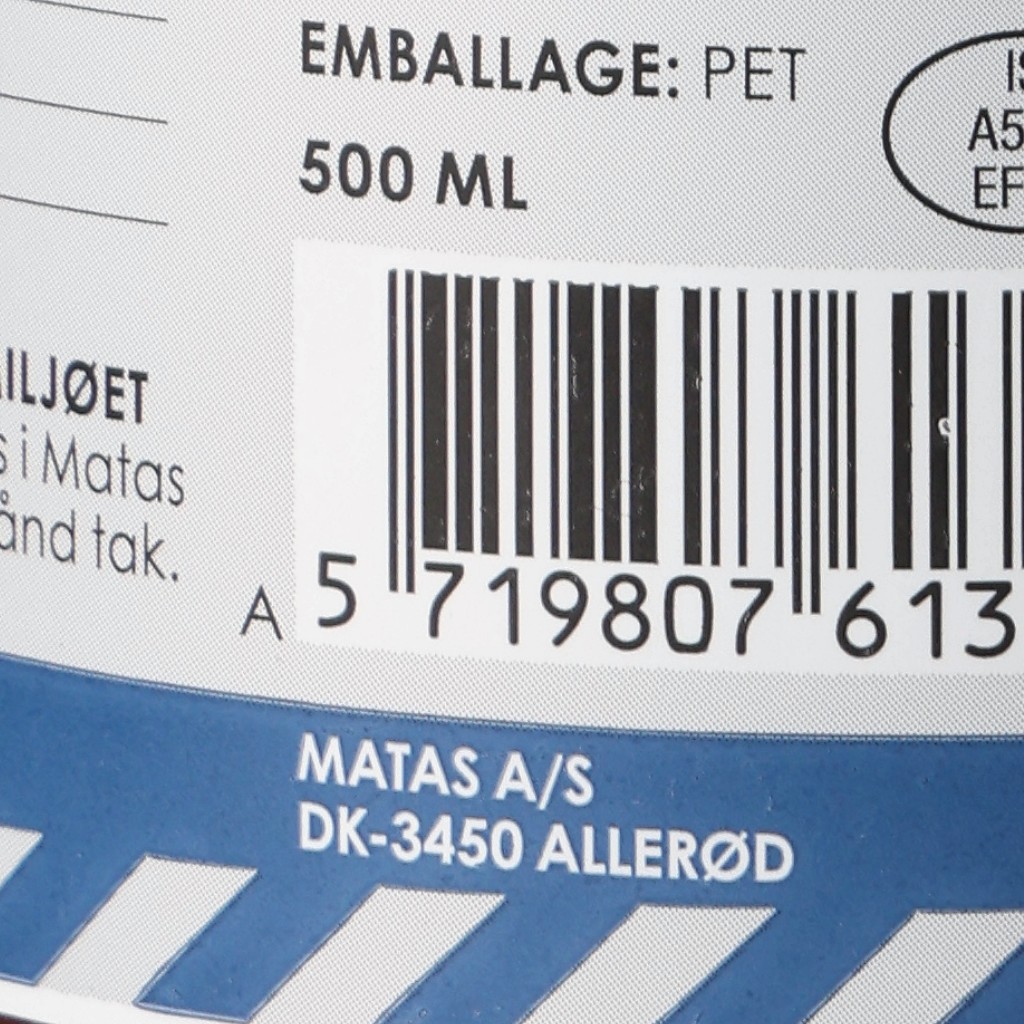 EMBALLAGE: PET
500 ML
ILJØET
s i Matas
ånd tak.
A 5 719807 613
MATAS A/S
DK-3450 ALLERØD